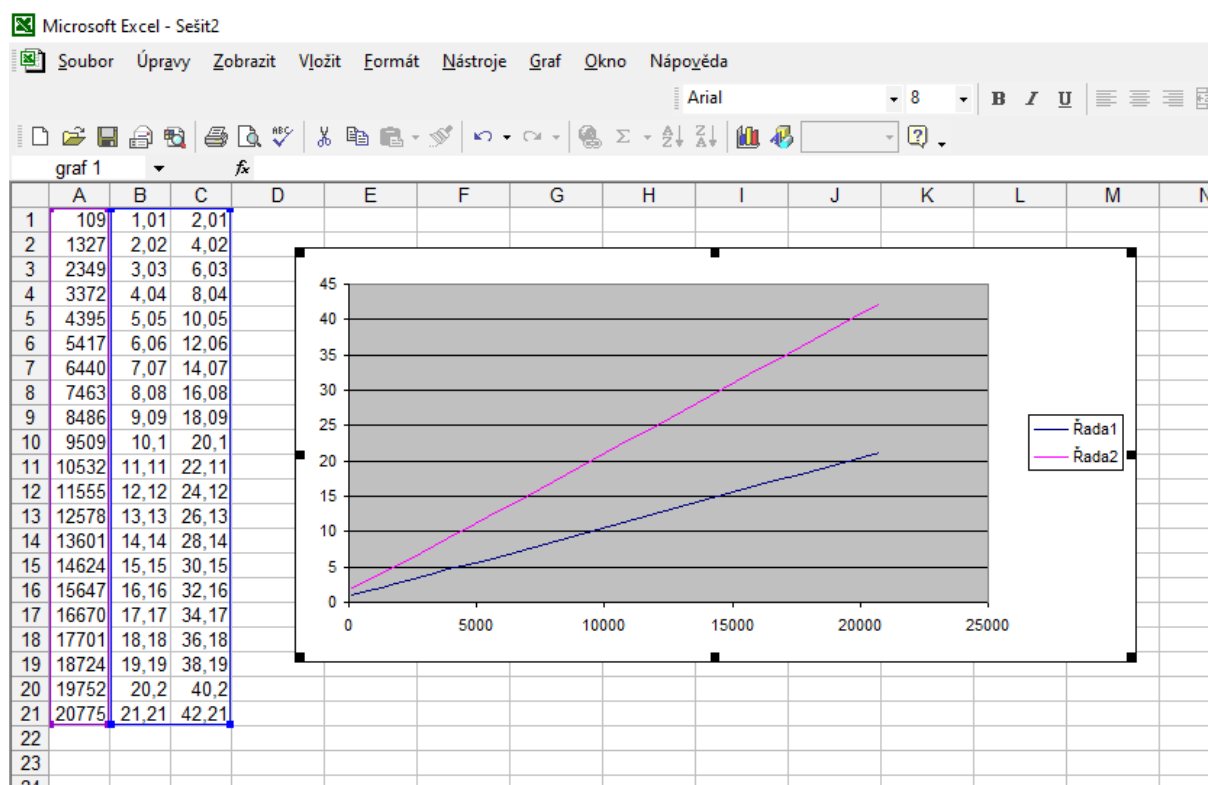 Microsoft Excel - Sešit2
Soubor Úpravy Zobrazit Vložit Formát Nástroje Graf Okno Nápověda
Arial 8 B I U
graf 1 fx
A B C D E F G H I J K L M N
1 109 1,01 2,01
2 1327 2,02 4,02
3 2349 3,03 6,03
4 3372 4,04 8,04
5 4395 5,05 10,05
6 5417 6,06 12,06
7 6440 7,07 14,07
8 7463 8,08 16,08
9 8486 9,09 18,09
10 9509 10,1 20,1
11 10532 11,11 22,11
12 11555 12,12 24,12
13 12578 13,13 26,13
14 13601 14,14 28,14
15 14624 15,15 30,15
16 15647 16,16 32,16
17 16670 17,17 34,17
18 17701 18,18 36,18
19 18724 19,19 38,19
20 19752 20,2 40,2
21 20775 21,21 42,21
22
23
24
45
40
35
30
25
20
15
10
5
0
0 5000 10000 15000 20000 25000
Řada1
Řada2